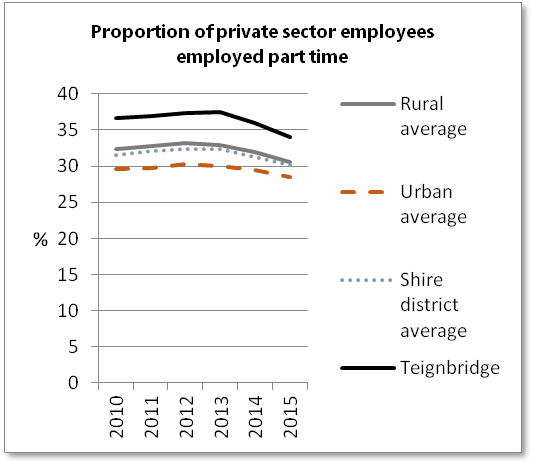 Proportion of private sector employees
employed part time
40
35
30
25
20
15
10
5
0
%
2010
2011
2012
2013
2014
2015
Rural
average
Urban
average
Shire
district
average
Teignbridge